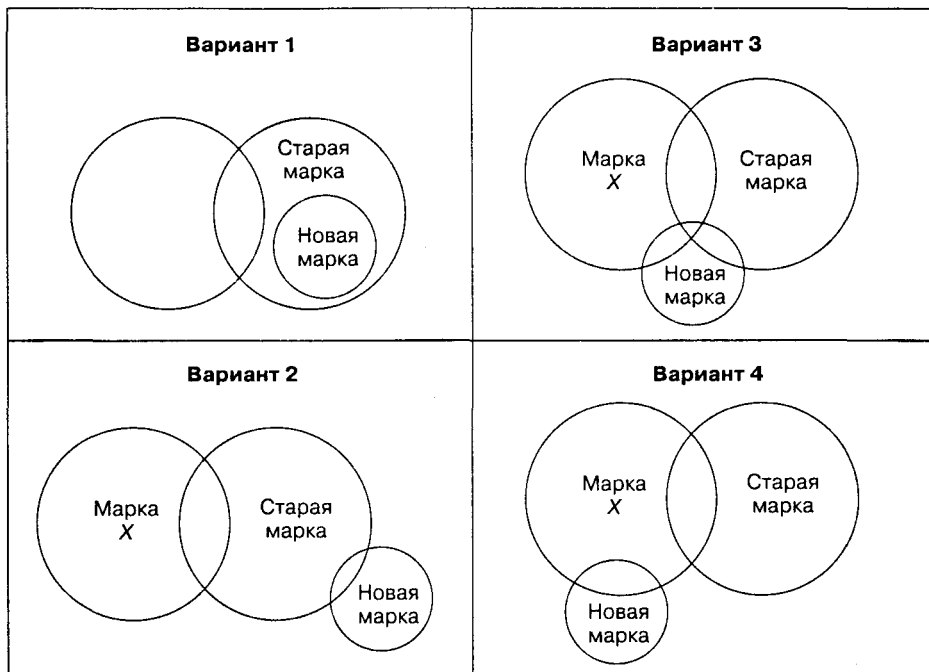 Вариант 1
Старая
марка
Новая
марка
Вариант 3
Марка
X
Старая
марка
Новая
марка
Вариант 2
Марка
X
Старая
марка
Новая
марка
Вариант 4
Марка
X
Старая
марка
Новая
марка